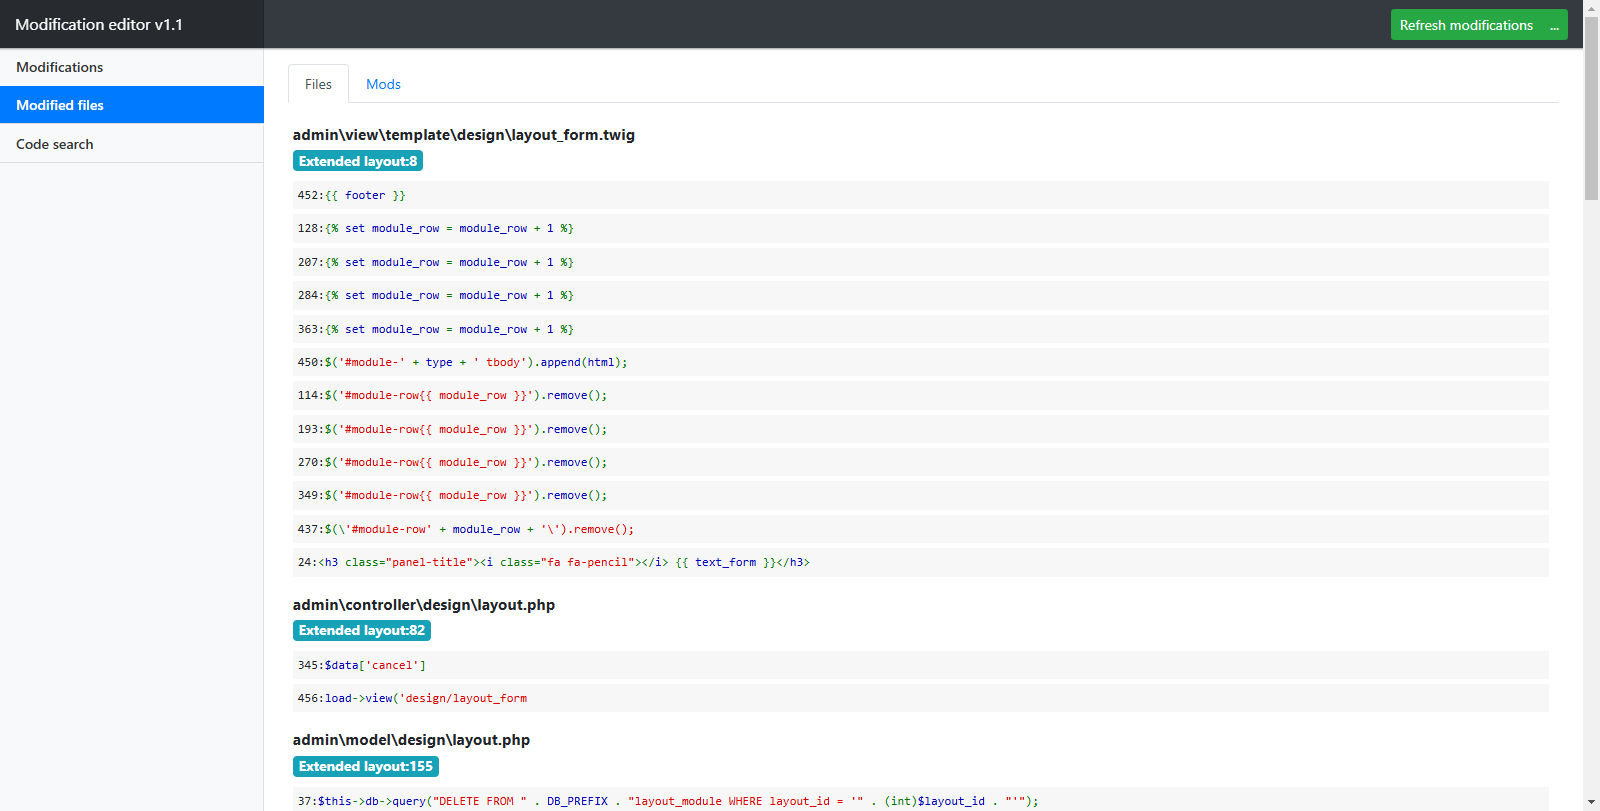 Modification editor v1.1
Refresh modifications ...
Modifications
Modified files
Code search
Files
Mods
admin\view\template\design\layout_form.twig
Extended layout:8
452:{{ footer }}
128:{% set module_row = module_row + 1 %}
207:{% set module_row = module_row + 1 %}
284:{% set module_row = module_row + 1 %}
363:{% set module_row = module_row + 1 %}
450:$('#module-' + type + ' tbody').append(html);
114:$('#module-row{{ module_row }}').remove();
193:$('#module-row{{ module_row }}').remove();
270:$('#module-row{{ module_row }}').remove();
349:$('#module-row{{ module_row }}').remove();
437:$(\'#module-row' + module_row + '\').remove();
24:<h3 class="panel-title"><i class="fa fa-pencil"></i> {{ text_form }}</h3>
admin\controller\design\layout.php
Extended layout:82
345:$data['cancel']
456:load->view('design/layout_form
admin\model\design\layout.php
Extended layout:155
37:$this->db->query("DELETE FROM " . DB_PREFIX . "layout_module WHERE layout_id = '" . (int)$layout_id . "'");